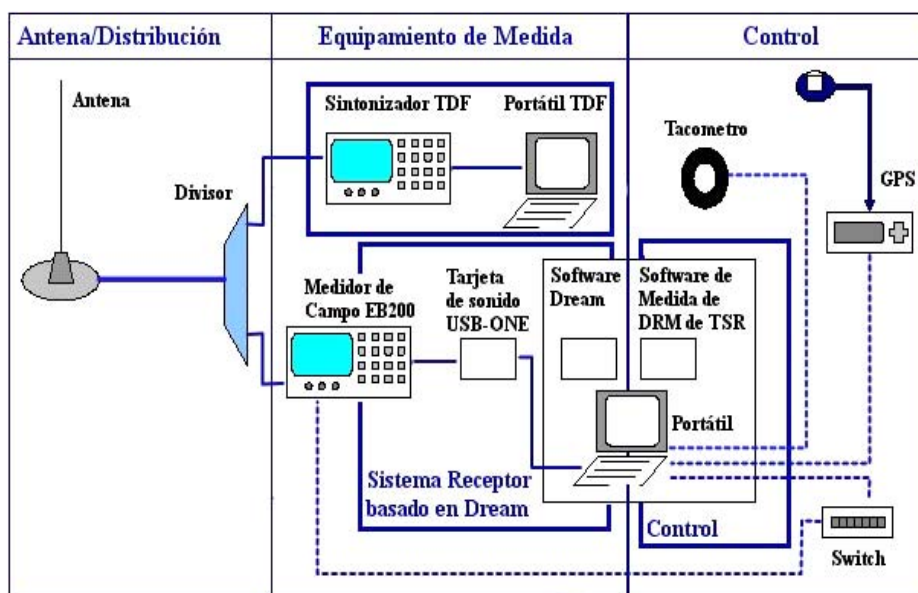 Antena/Distribución
Equipamiento de Medida
Control
Antena
Sintonizador TDF
Portátil TDF
Tacometro
GPS
Divisor
Medidor de
Campo EB200
Tarjeta
de sonido
USB-ONE
Software
Dream
Software de
Medida de
DRM de TSR
Portátil
Sistema Receptor
basado en Dream
Control
Switch